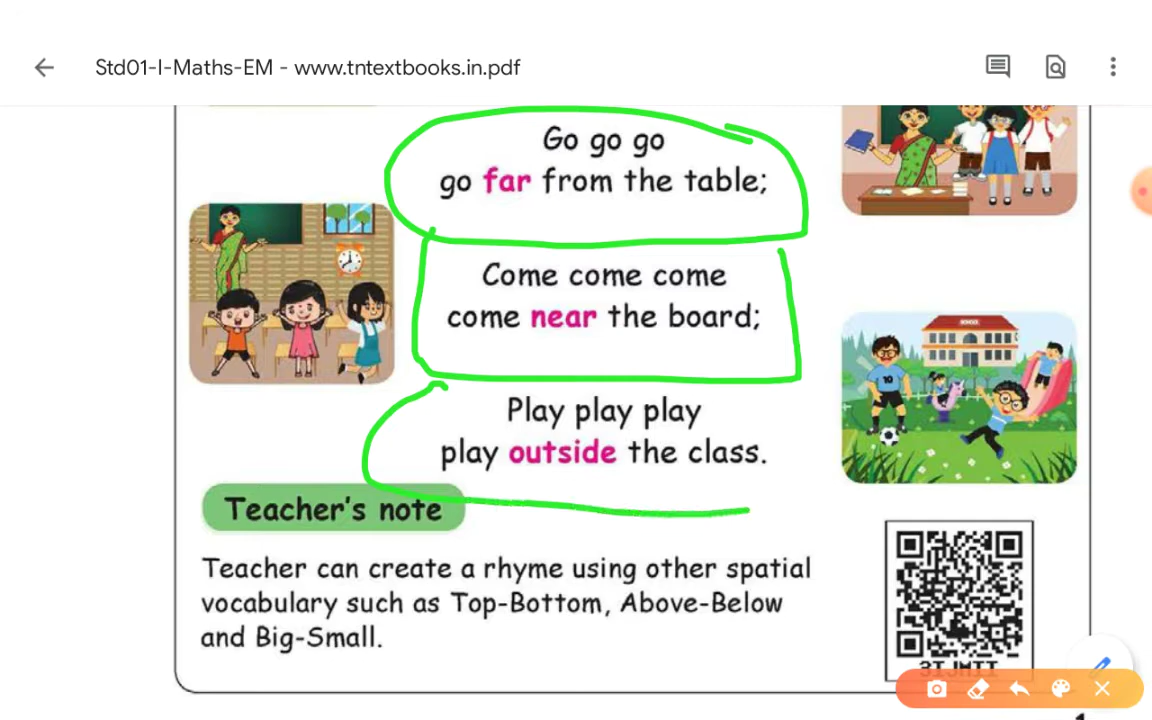 Std01-I-Maths-EM - www.tntextbooks.in.pdf
Go go go
go far from the table;
Come come come
come near the board;
Play play play
play outside the class.
Teacher's note
Teacher can create a rhyme using other spatial
vocabulary such as Top-Bottom, Above-Below
and Big-Small.
SCHOOL
10